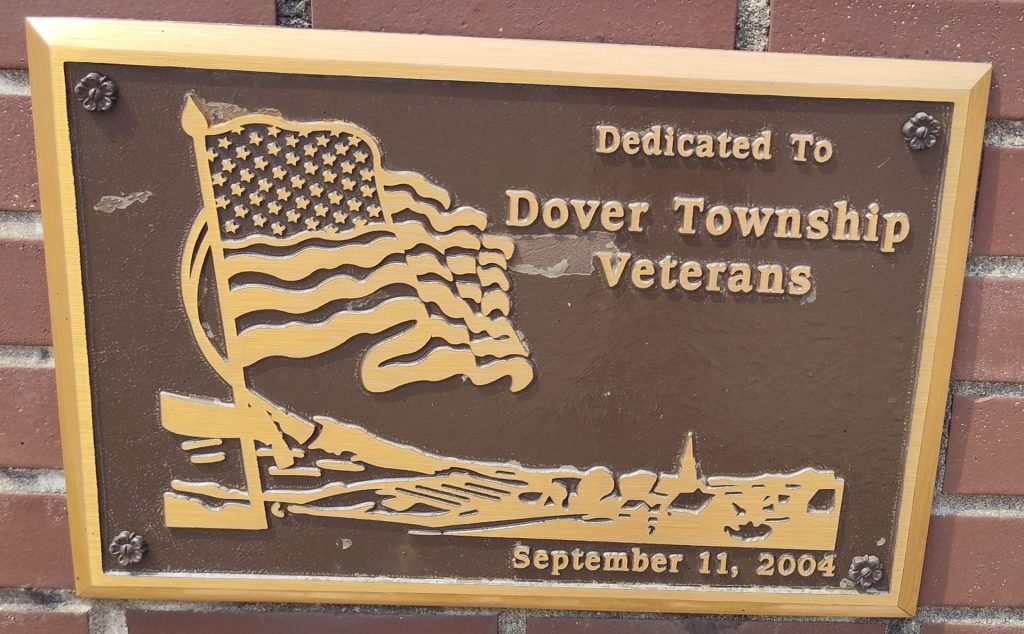 Dedicated To
Dover Township
Veterans
September 11, 2004